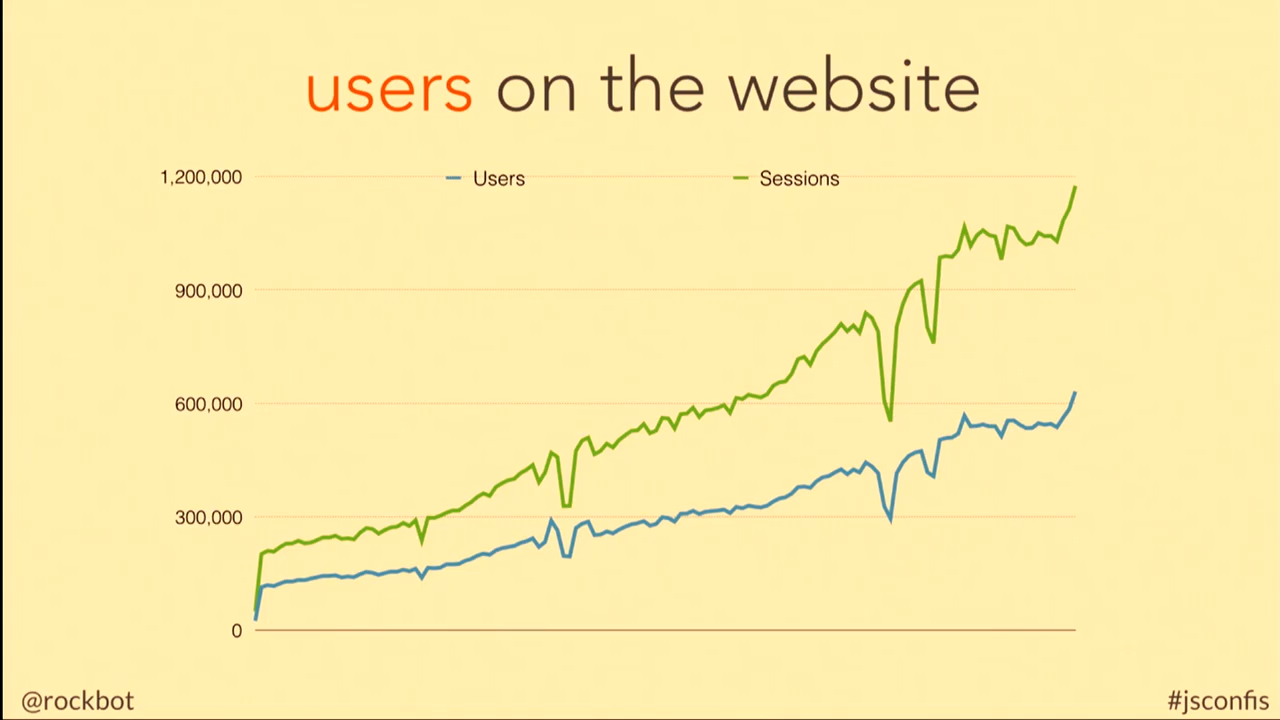 users on the website
1,200,000
Users
Sessions
900,000
600,000
300,000
0
@rockbot
#jsconfis